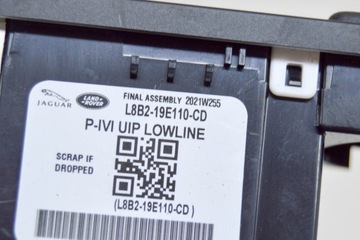 JAGUAR
LAND-
ROVER
FINAL ASSEMBLY 2021W255
L8B2-19E110-CD
P-IVI UIP LOWLINE
SCRAP IF
DROPPED
(L8B2-19E110-CD )